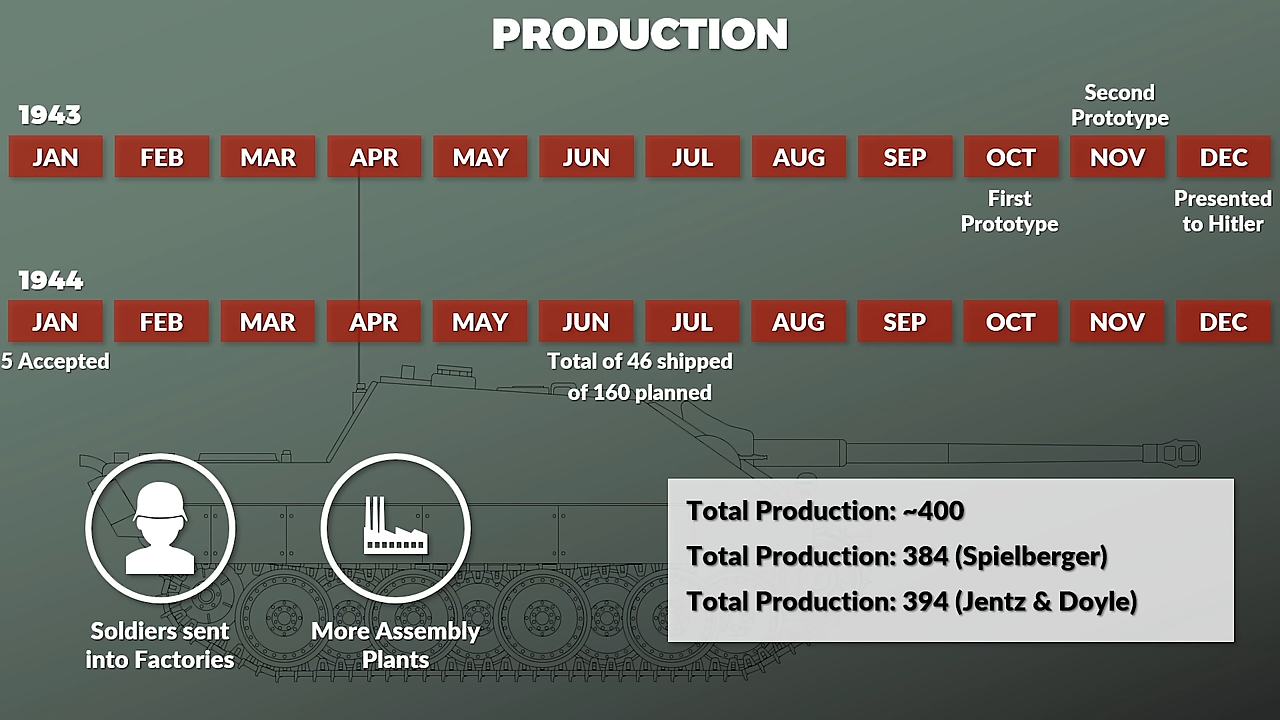 PRODUCTION
Second
Prototype
1943
JAN FEB MAR APR MAY JUN JUL AUG SEP OCT NOV DEC
First
Prototype
Presented
to Hitler
1944
JAN FEB MAR APR MAY JUN JUL AUG SEP OCT NOV DEC
5 Accepted
Total of 46 shipped
of 160 planned
Soldiers sent
into Factories
More Assembly
Plants
Total Production: ~400
Total Production: 384 (Spielberger)
Total Production: 394 (Jentz & Doyle)